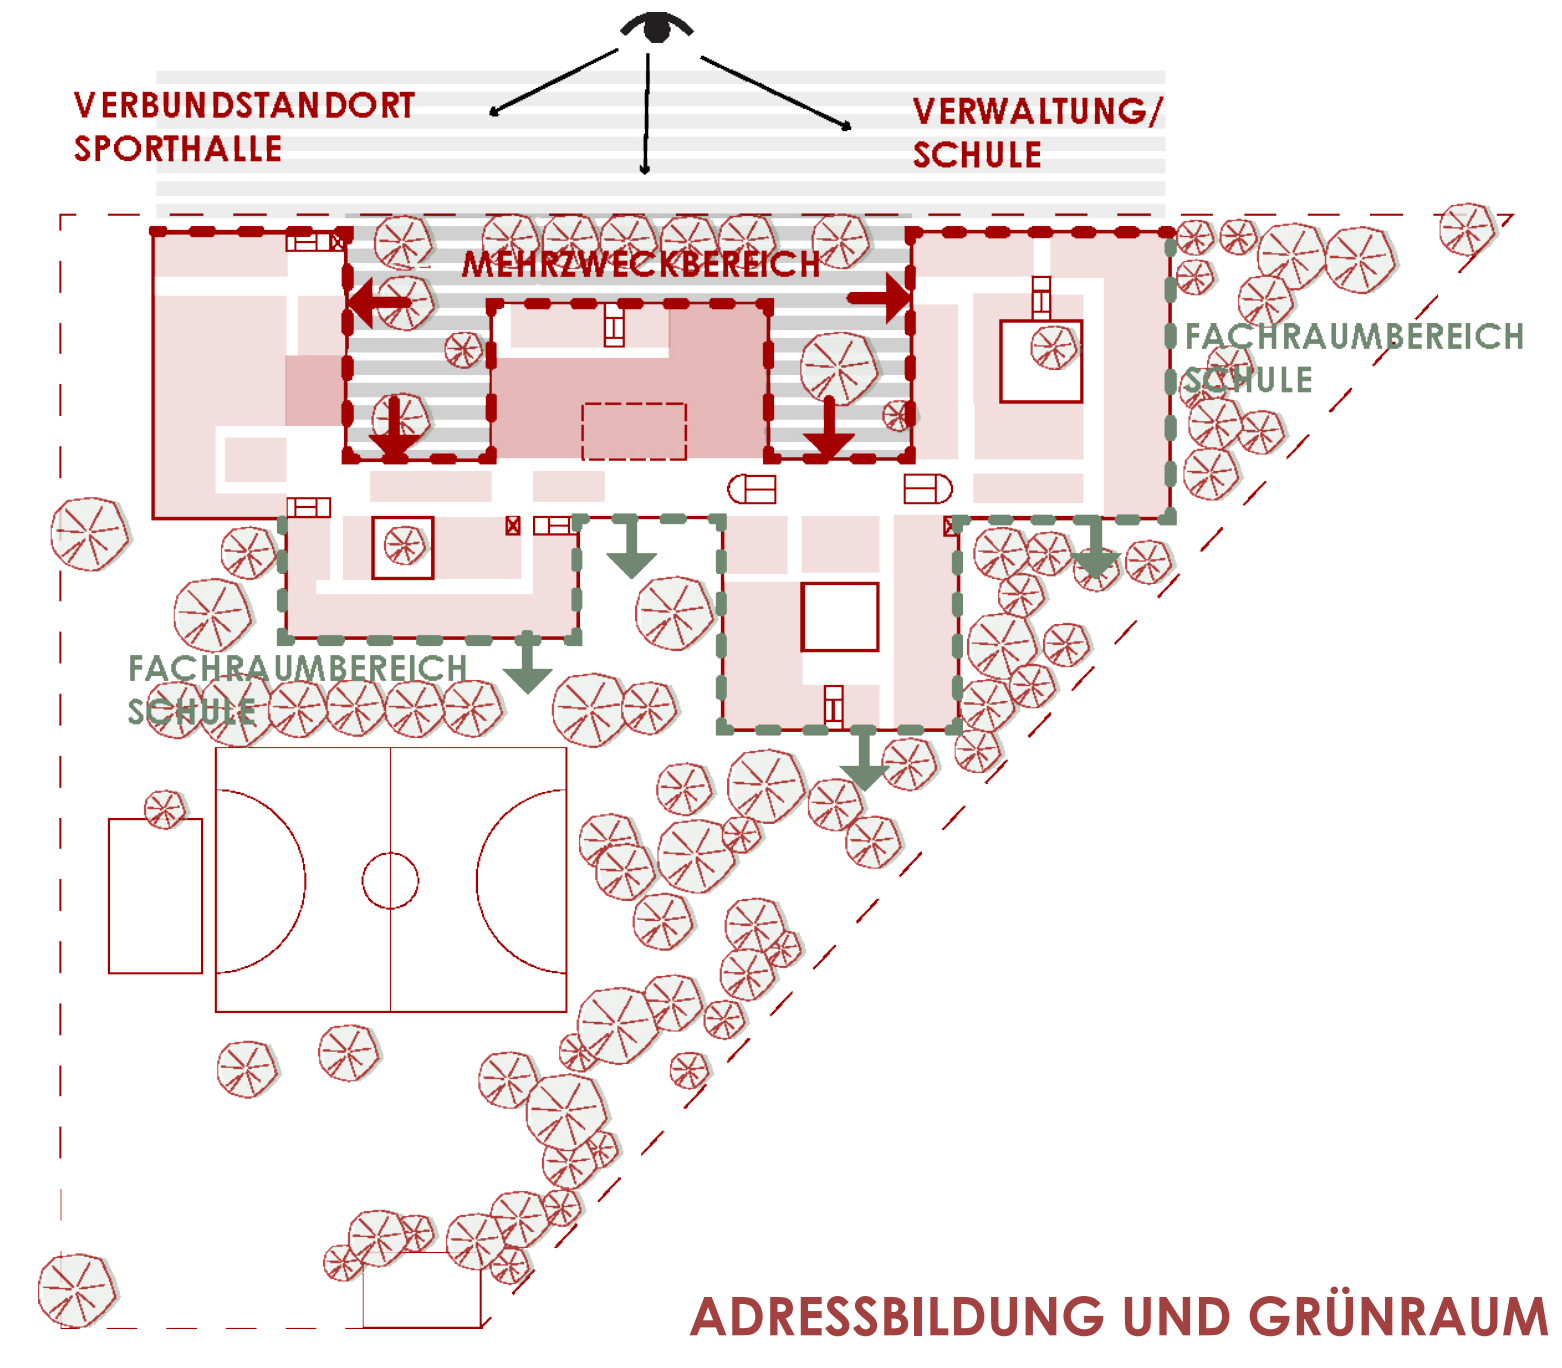 VERBUNDSTANDORT
SPORTHALLE
VERWALTUNG/
SCHULE
MEHRZWECKBEREICH
FACHRAUMBEREICH
SCHULE
FACHRAUMBEREICH
SCHULE
ADRESSBILDUNG UND GRÜNRAUM